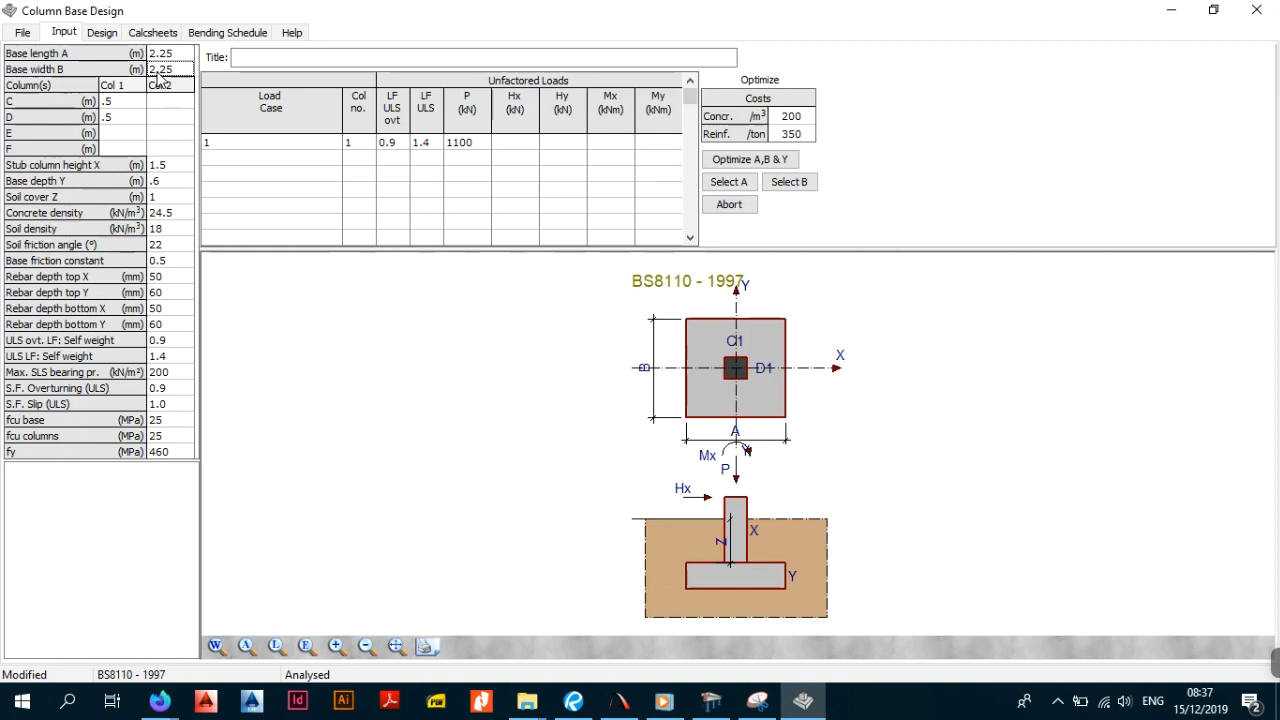 Column Base Design
File Input Design Calcsheets Bending Schedule Help
Base length A (m) 2.25
Base width B (m) 2.25
Column(s) Col 1 Col 2
C (m) .5
D (m) .5
E (m)
F (m)
Stub column height X (m) 1.5
Base depth Y (m) .6
Soil cover Z (m) 1
Concrete density (kN/m³) 24.5
Soil density (kN/m³) 18
Soil friction angle (°) 22
Base friction constant 0.5
Rebar depth top X (mm) 50
Rebar depth top Y (mm) 60
Rebar depth bottom X (mm) 50
Rebar depth bottom Y (mm) 60
ULS ovt. LF: Self weight 0.9
ULS LF: Self weight 1.4
Max. SLS bearing pr. (kN/m²) 200
S.F. Overturning (ULS) 0.9
S.F. Slip (ULS) 1.0
fcu base (MPa) 25
fcu columns (MPa) 25
fy (MPa) 460
Title:
Unfactored Loads
Load Case
Col no.
LF ULS ovt
LF ULS
P (kN)
Hx (kN)
Hy (kN)
Mx (kNm)
My (kNm)
1 1 0.9 1.4 1100
Optimize
Costs
Concr. /m³ 200
Reinf. /ton 350
Optimize A,B & Y
Select A Select B
Abort
BS8110 - 1997
Y
C1
X
B
D1
A
Mx
Y
P
Hx
X
Z
Y
W A L E
Modified BS8110 - 1997 Analysed
Id Ai PDF
ENG
08:37
15/12/2019
2